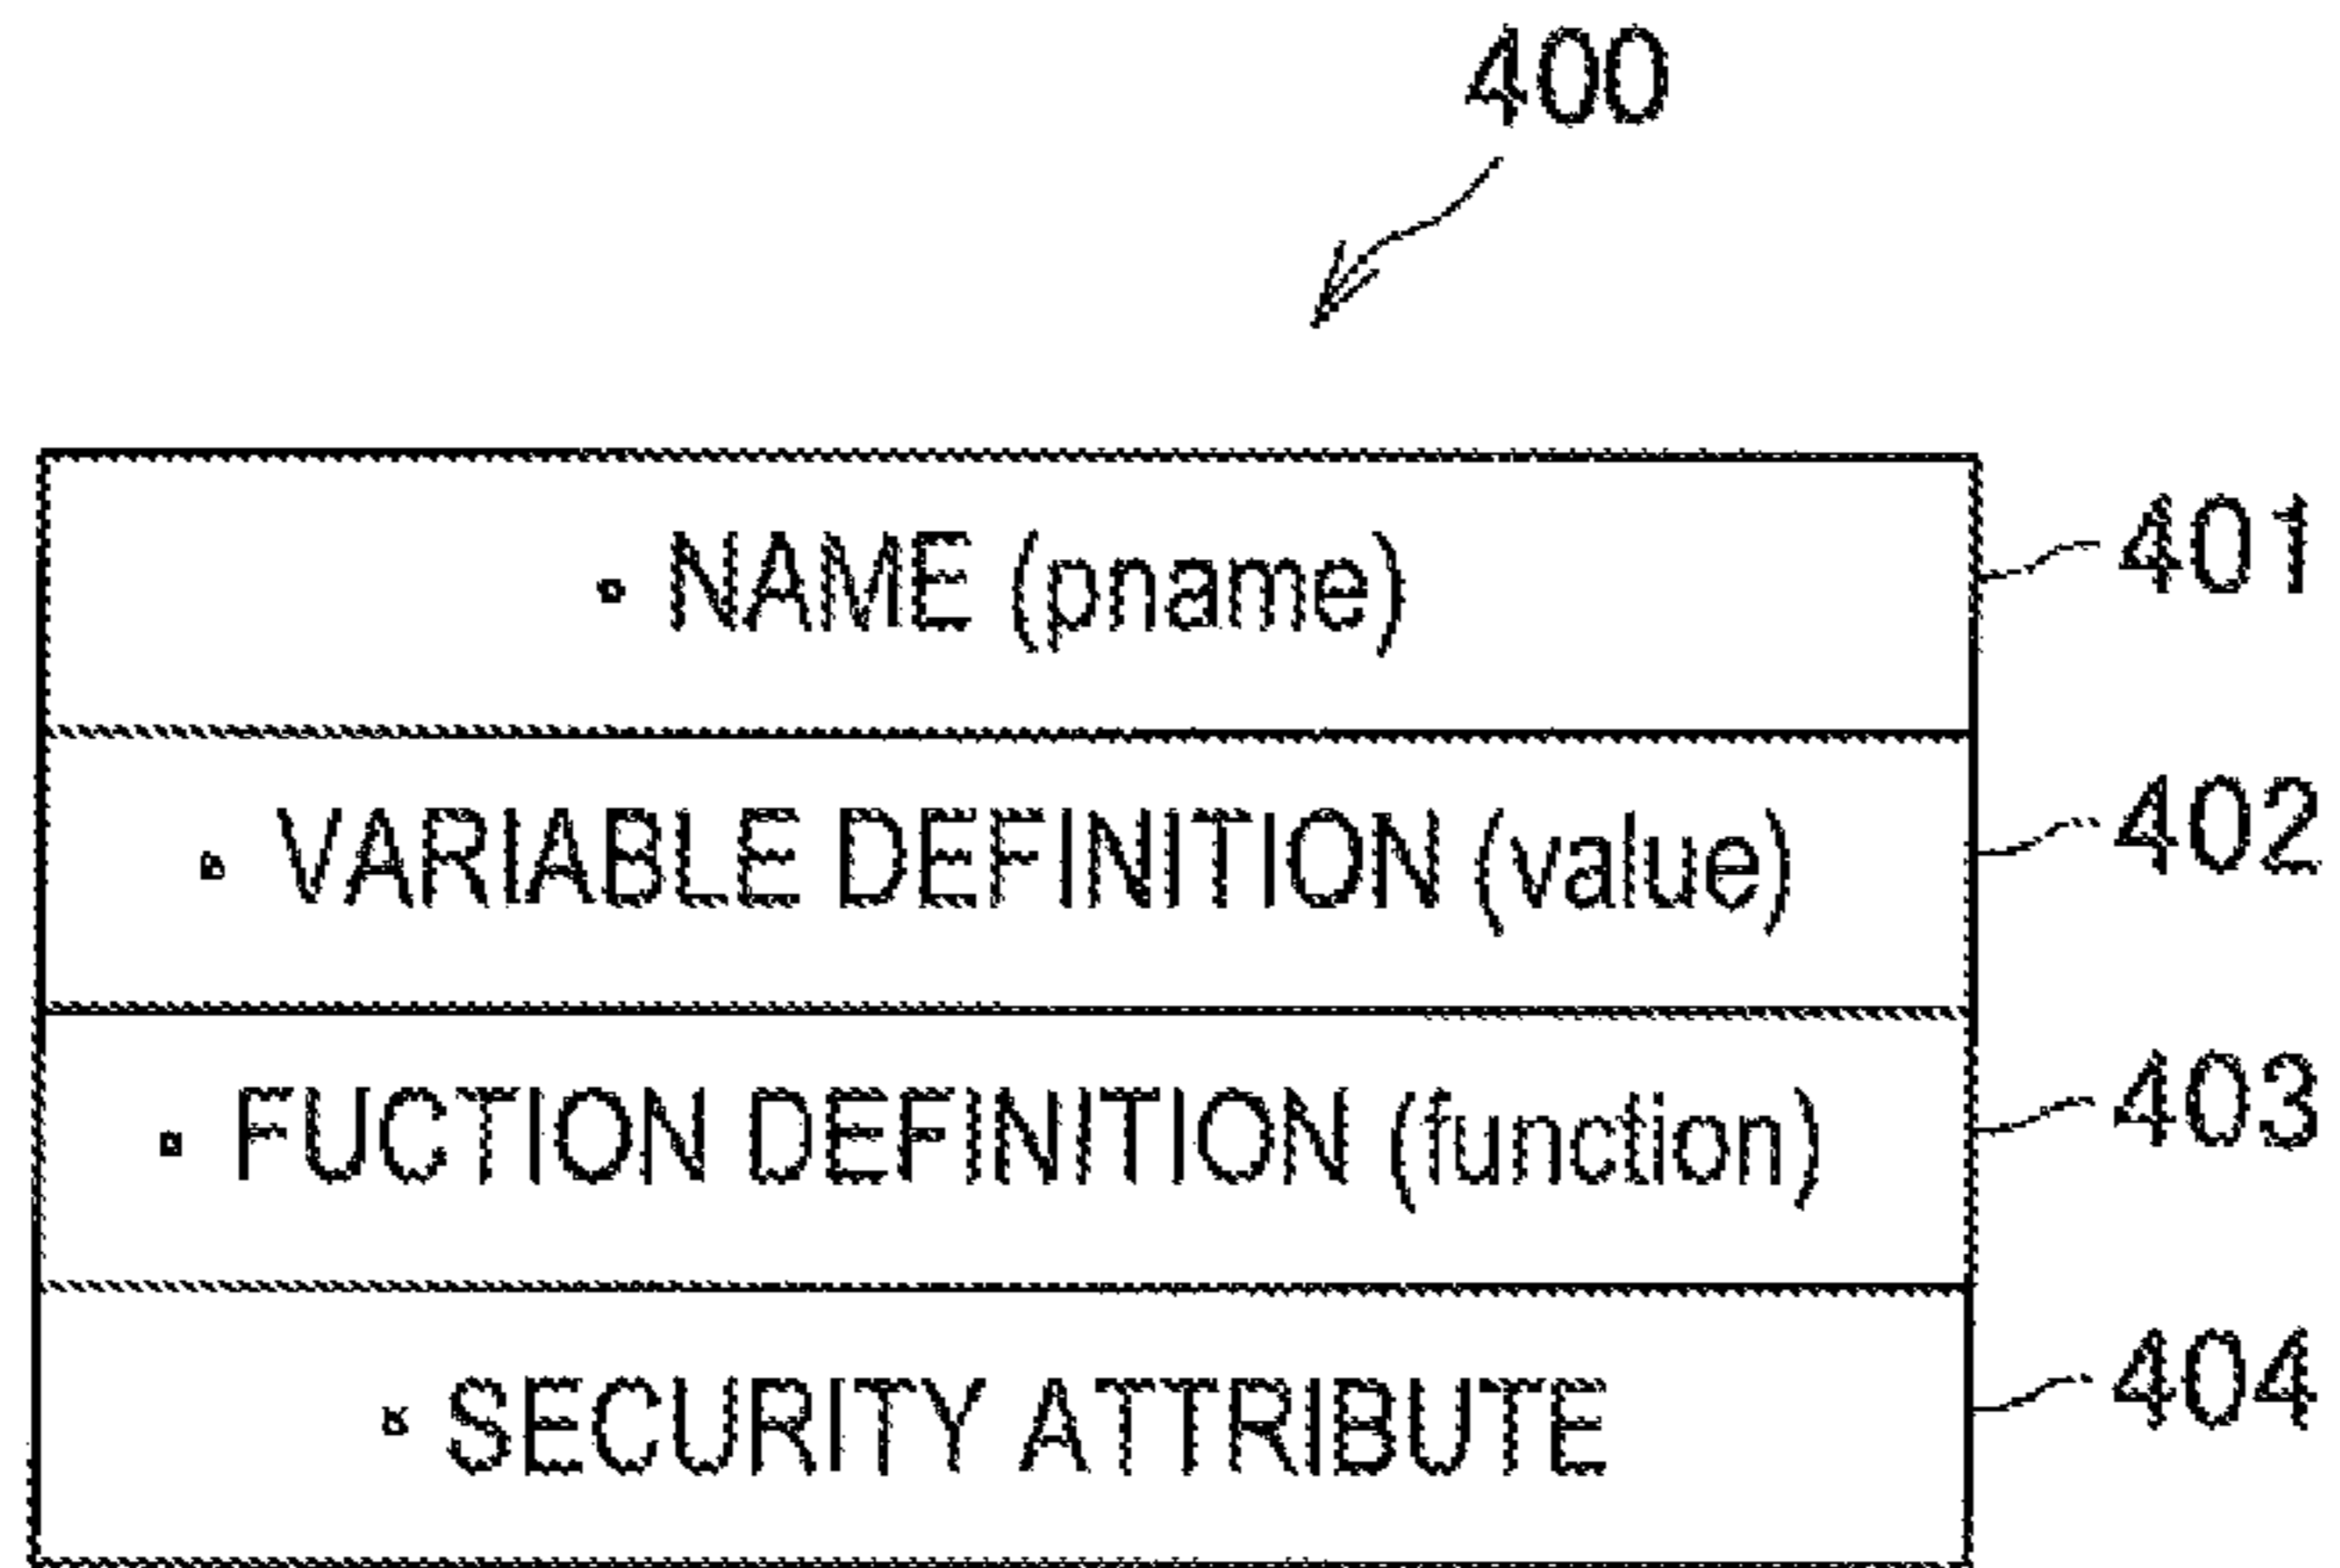 400
· NAME (pname) 401
· VARIABLE DEFINITION (value) 402
· FUCTION DEFINITION (function) 403
· SECURITY ATTRIBUTE 404